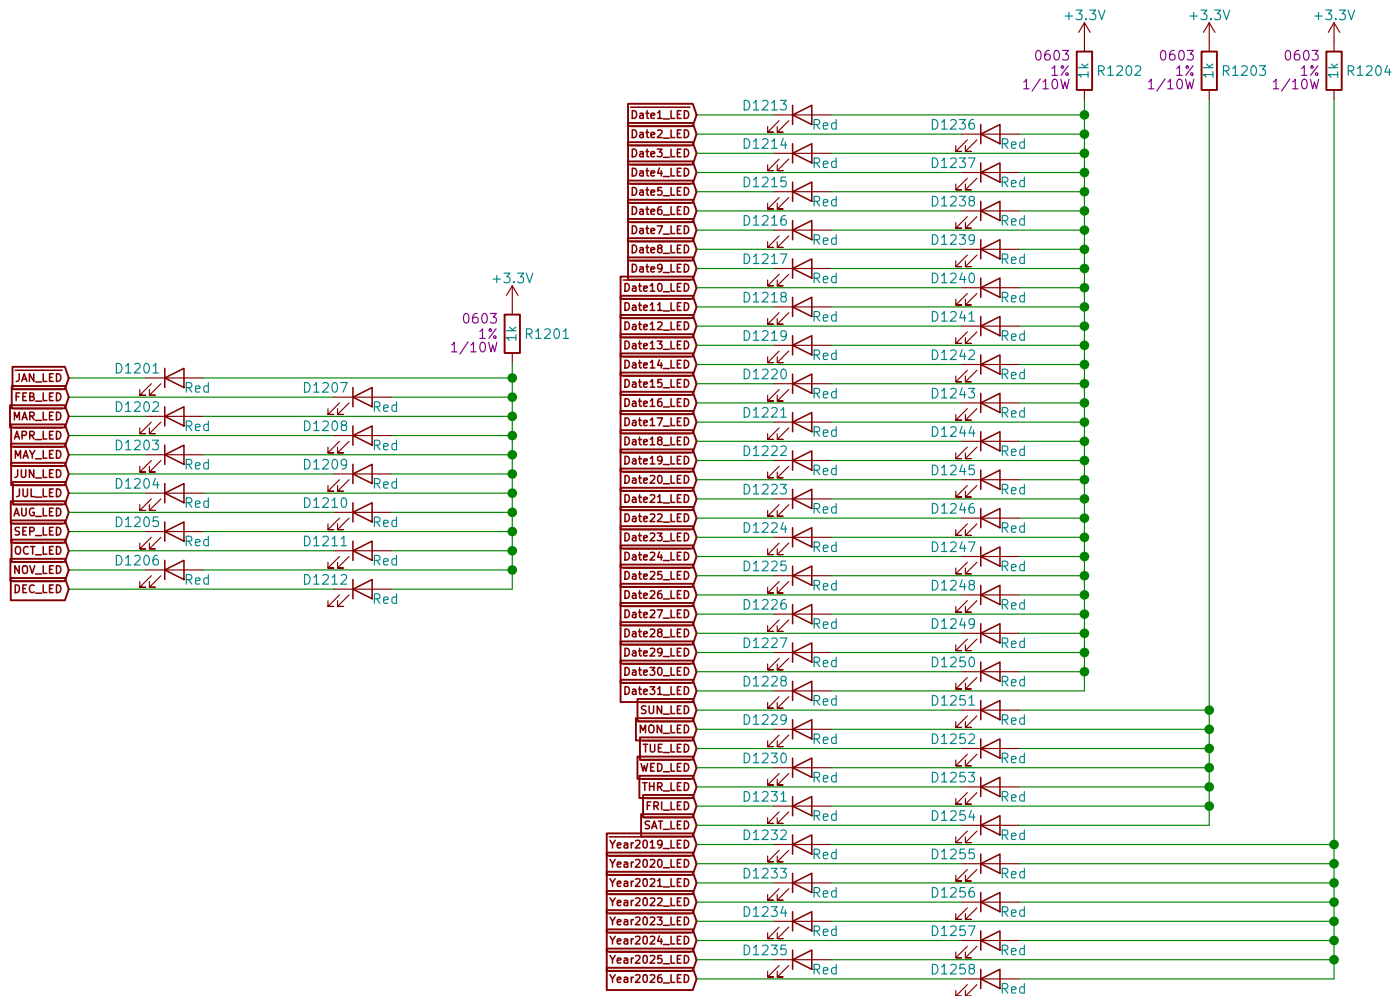 +3.3V +3.3V +3.3V
0603 0603 0603
1% 1k R1202 1% 1k R1203 1% 1k R1204
1/10W 1/10W 1/10W
+3.3V
0603
1% 1k R1201
1/10W
JAN_LED D1201 Red
FEB_LED D1207 Red
MAR_LED D1202 Red
APR_LED D1208 Red
MAY_LED D1203 Red
JUN_LED D1209 Red
JUL_LED D1204 Red
AUG_LED D1210 Red
SEP_LED D1205 Red
OCT_LED D1211 Red
NOV_LED D1206 Red
DEC_LED D1212 Red
Date1_LED D1213 Red
Date2_LED D1236 Red
Date3_LED D1214 Red
Date4_LED D1237 Red
Date5_LED D1215 Red
Date6_LED D1238 Red
Date7_LED D1216 Red
Date8_LED D1239 Red
Date9_LED D1217 Red
Date10_LED D1240 Red
Date11_LED D1218 Red
Date12_LED D1241 Red
Date13_LED D1219 Red
Date14_LED D1242 Red
Date15_LED D1220 Red
Date16_LED D1243 Red
Date17_LED D1221 Red
Date18_LED D1244 Red
Date19_LED D1222 Red
Date20_LED D1245 Red
Date21_LED D1223 Red
Date22_LED D1246 Red
Date23_LED D1224 Red
Date24_LED D1247 Red
Date25_LED D1225 Red
Date26_LED D1248 Red
Date27_LED D1226 Red
Date28_LED D1249 Red
Date29_LED D1227 Red
Date30_LED D1250 Red
Date31_LED D1228 Red
SUN_LED D1251 Red
MON_LED D1229 Red
TUE_LED D1252 Red
WED_LED D1230 Red
THR_LED D1253 Red
FRI_LED D1231 Red
SAT_LED D1254 Red
Year2019_LED D1232 Red
Year2020_LED D1255 Red
Year2021_LED D1233 Red
Year2022_LED D1256 Red
Year2023_LED D1234 Red
Year2024_LED D1257 Red
Year2025_LED D1235 Red
Year2026_LED D1258 Red